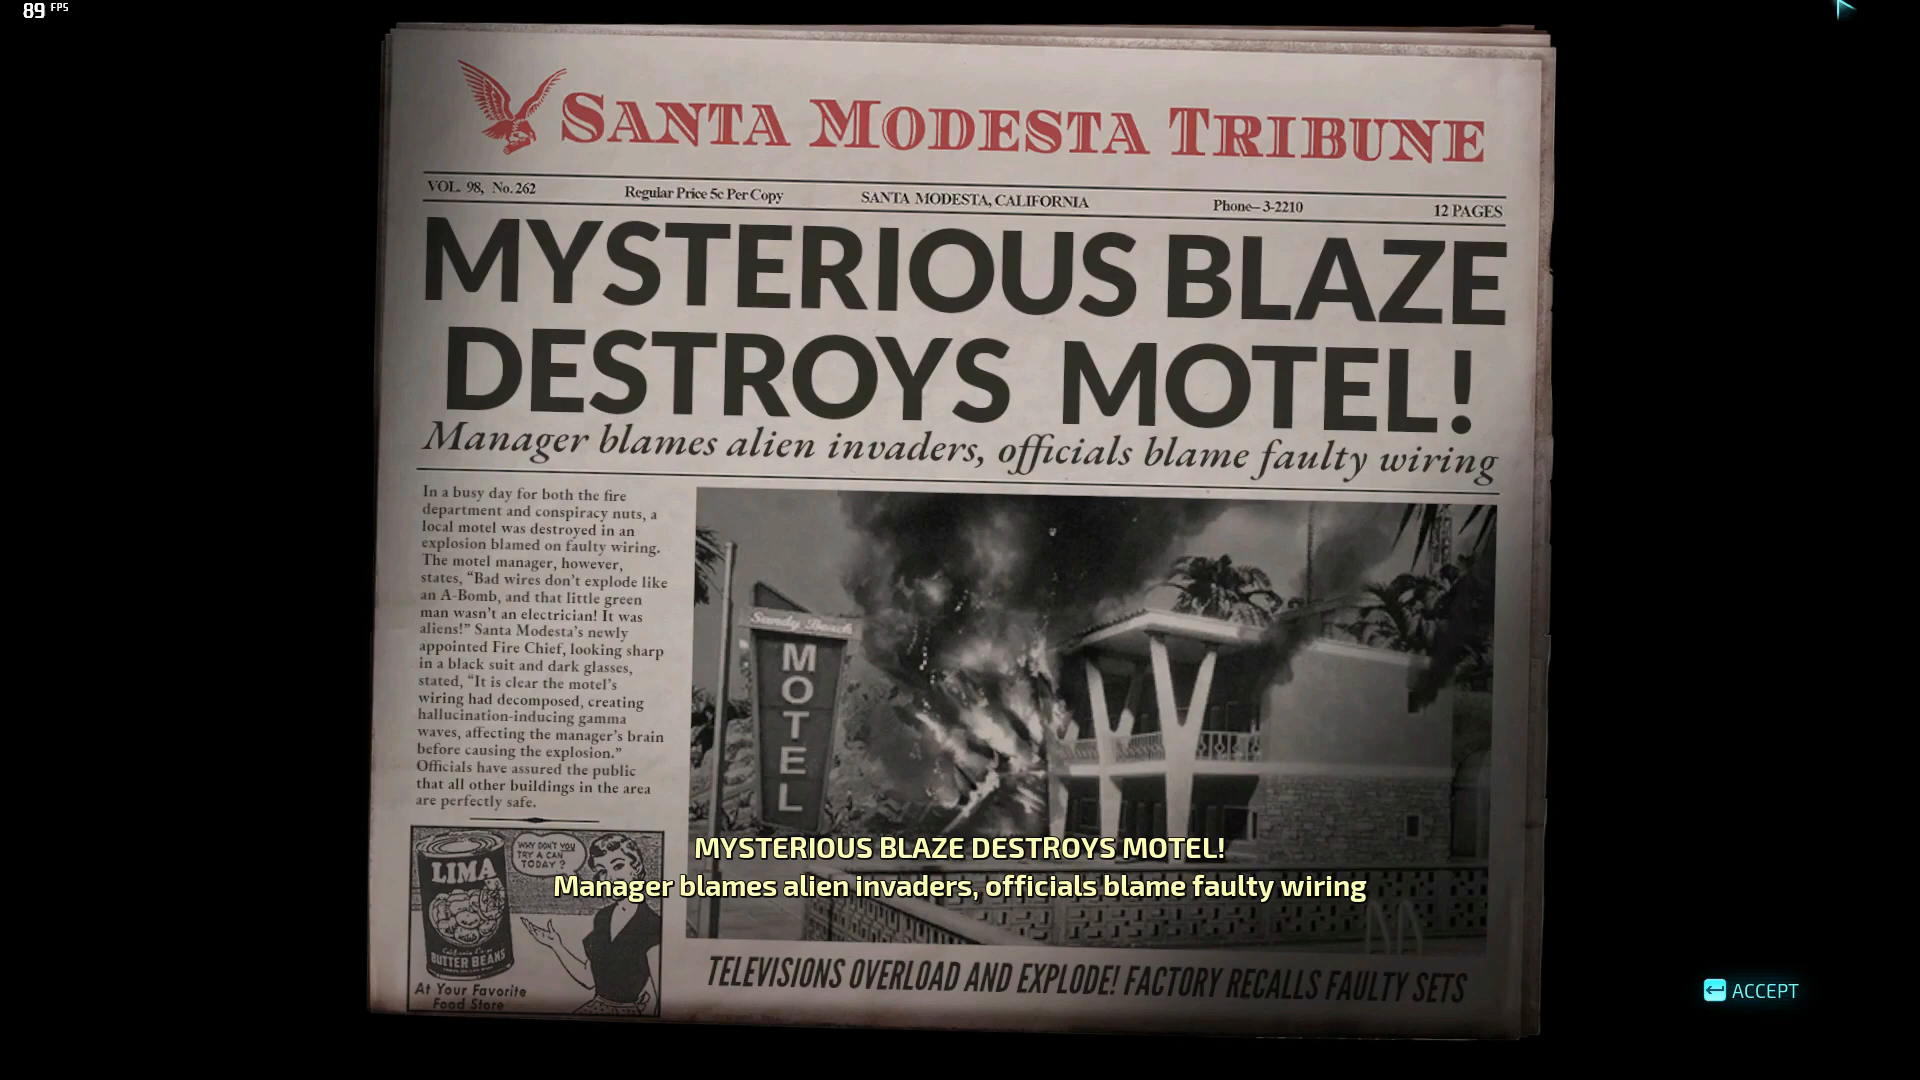 89 FPS
SANTA MODESTA TRIBUNE
VOL. 98, No. 262 Regular Price 5c Per Copy SANTA MODESTA, CALIFORNIA Phone–3-2210 12 PAGES
MYSTERIOUS BLAZE
DESTROYS MOTEL!
Manager blames alien invaders, officials blame faulty wiring
In a busy day for both the fire
department and conspiracy nuts, a
local motel was destroyed in an
explosion blamed on faulty wiring.
The motel manager, however,
states, “Bad wires don’t explode like
an A-Bomb, and that little green
man wasn’t an electrician! It was
aliens!” Santa Modesta’s newly
appointed Fire Chief, looking sharp
in a black suit and dark glasses,
stated, “It is clear the motel’s
wiring had decomposed, creating
hallucination-inducing gamma
waves, affecting the manager’s brain
before causing the explosion.”
Officials have assured the public
that all other buildings in the area
are perfectly safe.
Sandy Beach
MOTEL
WHY DON'T YOU
TRY A CAN
TODAY?
LIMA
BUTTER BEANS
At Your Favorite
Food Store
MYSTERIOUS BLAZE DESTROYS MOTEL!
Manager blames alien invaders, officials blame faulty wiring
TELEVISIONS OVERLOAD AND EXPLODE! FACTORY RECALLS FAULTY SETS
ACCEPT